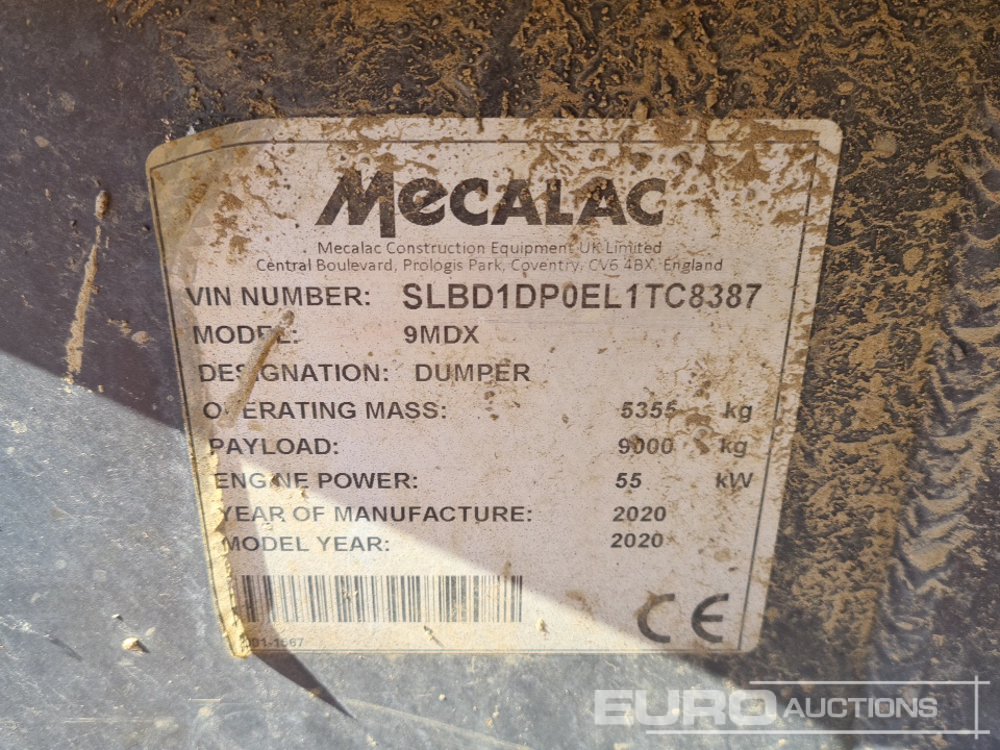 MECALAC
Mecalac Construction Equipment UK Limited
Central Boulevard, Prologis Park, Coventry. CV6 4BX. England
VIN NUMBER: SLBD1DP0EL1TC8387
MODEL: 9MDX
DESIGNATION: DUMPER
OPERATING MASS: 5355 kg
PAYLOAD: 9000 kg
ENGINE POWER: 55 kW
YEAR OF MANUFACTURE: 2020
MODEL YEAR: 2020
CE
EURO AUCTIONS